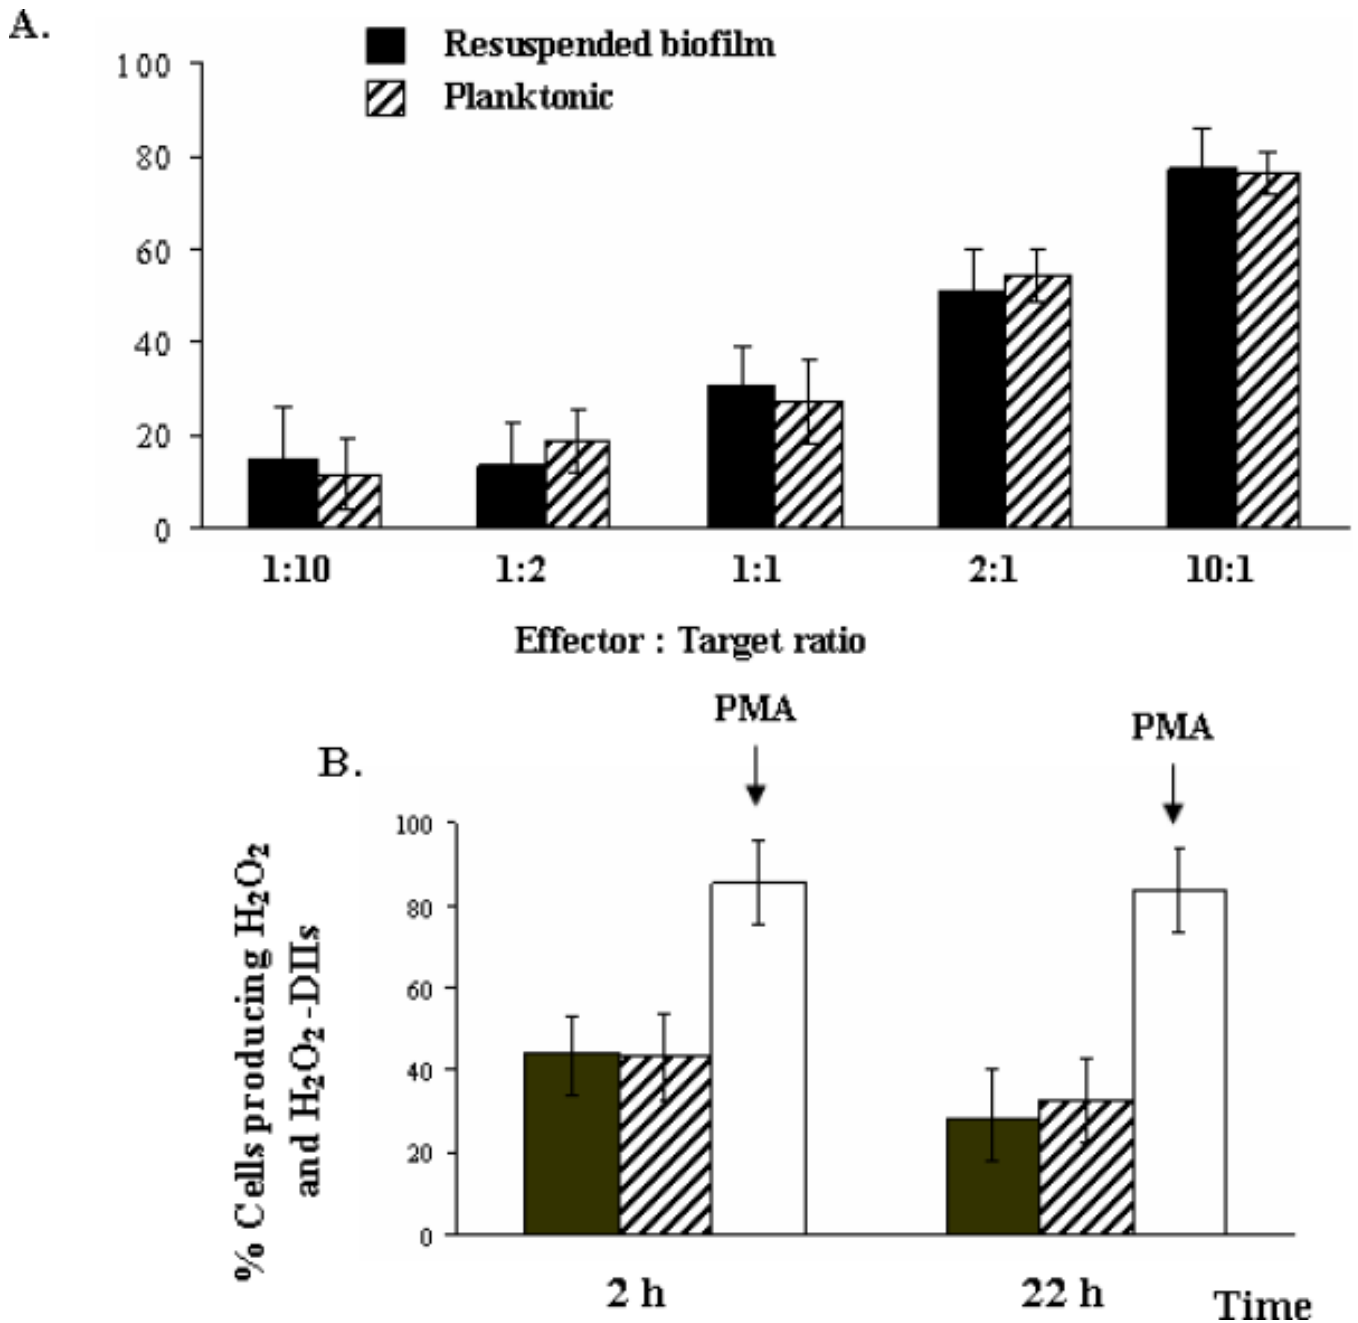 A.
Resuspended biofilm
Planktonic
100
80
60
40
20
0
1:10 1:2 1:1 2:1 10:1
Effector : Target ratio
PMA
PMA
B.
% Cells producing H₂O₂
and H₂O₂-DIIs
100
80
60
40
20
0
2 h 22 h Time